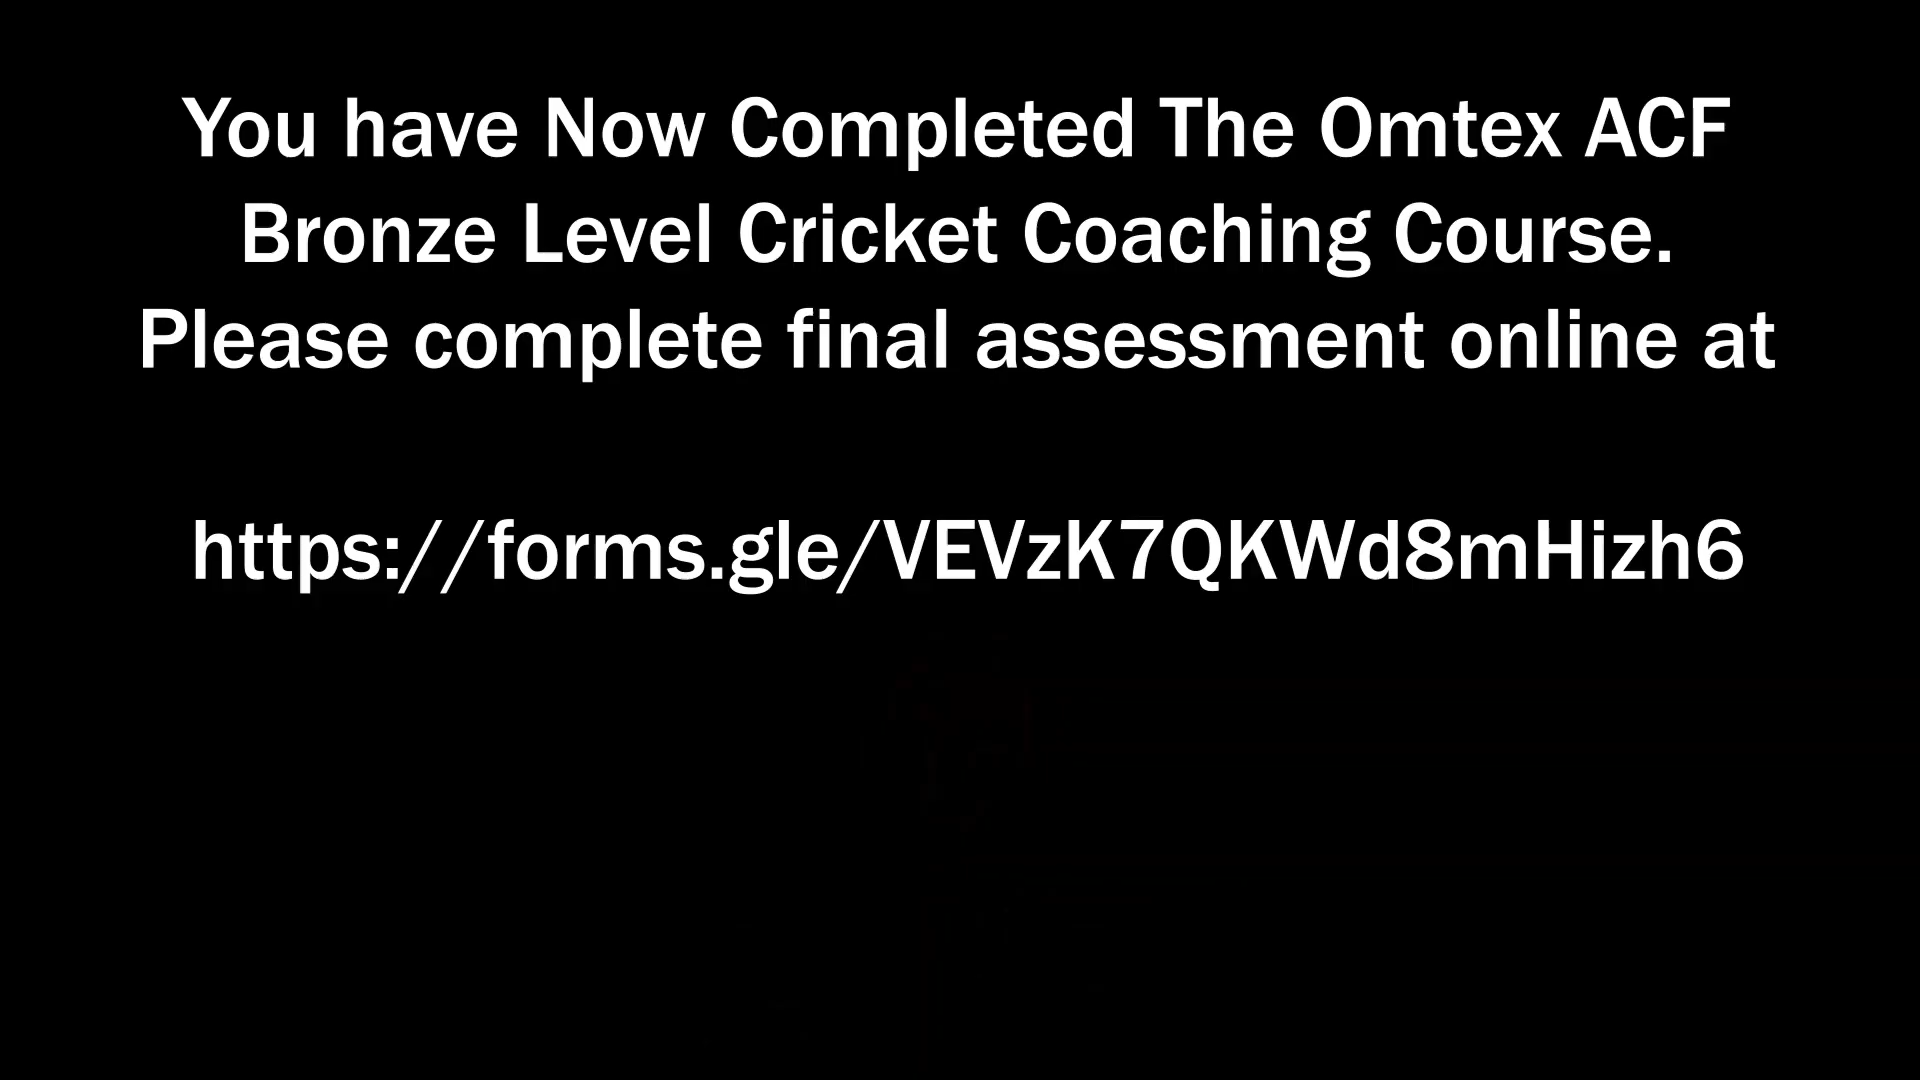 You have Now Completed The Omtex ACF
Bronze Level Cricket Coaching Course.
Please complete final assessment online at
https://forms.gle/VEVzK7QKWd8mHizh6